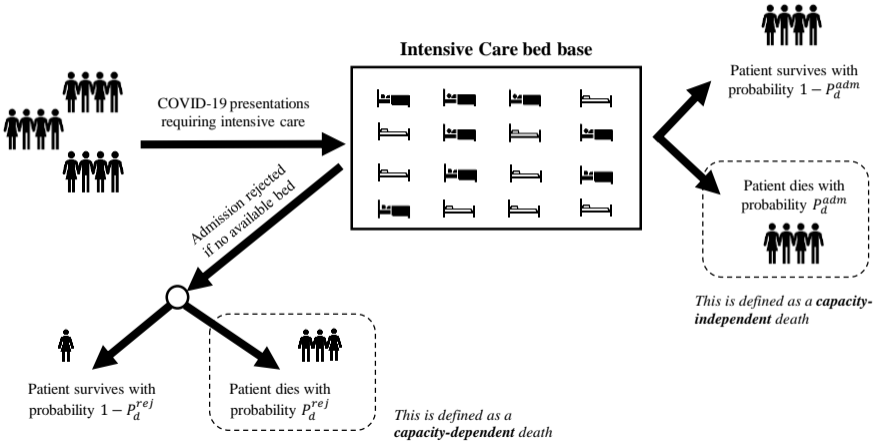 Intensive Care bed base
COVID-19 presentations
requiring intensive care
Admission rejected
if no available bed
Patient survives with
probability 1 − P_d^{adm}
Patient dies with
probability P_d^{adm}
This is defined as a capacity-
independent death
Patient survives with
probability 1 − P_d^{rej}
Patient dies with
probability P_d^{rej}
This is defined as a
capacity-dependent death